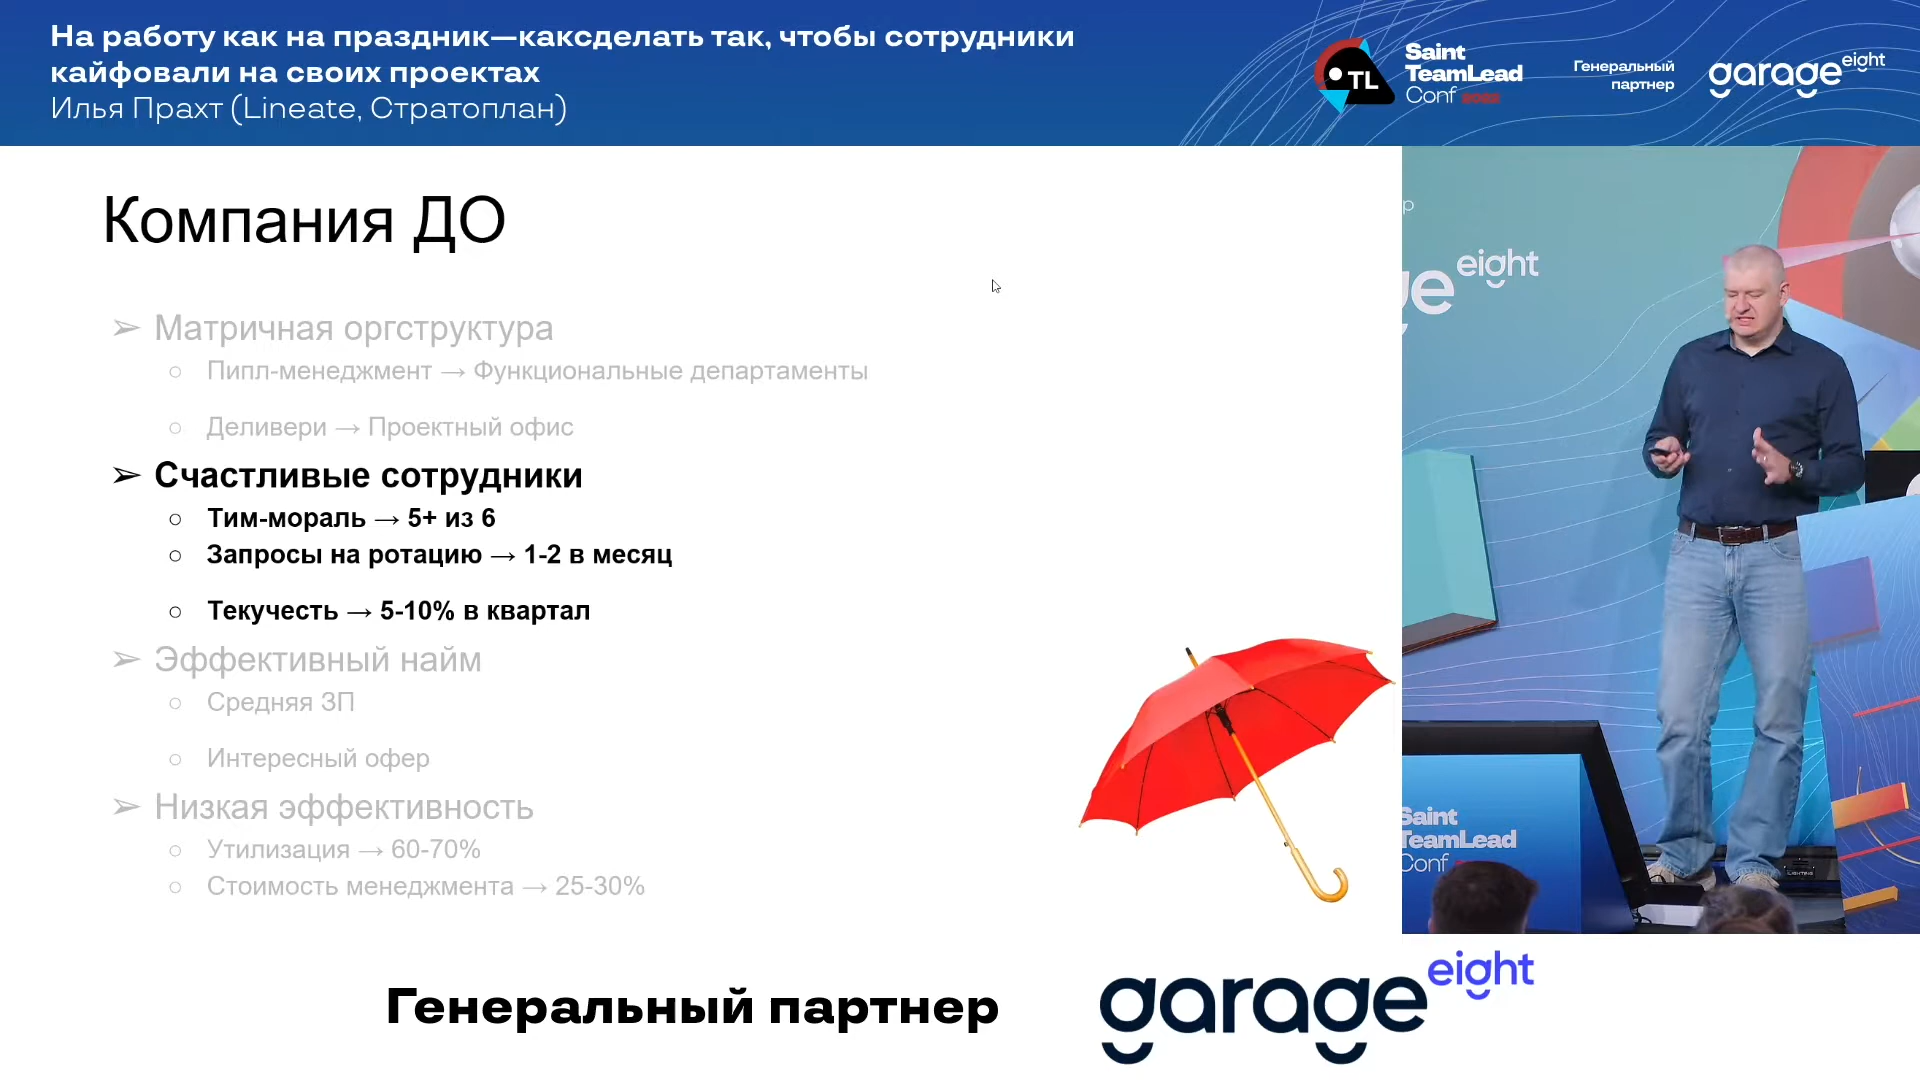 На работу как на праздник—каксделать так, чтобы сотрудники
кайфовали на своих проектах
Илья Прахт (Lineate, Стратоплан)
TL
Saint
TeamLead
Conf 2022
Генеральный
партнер
garage eight
Компания ДО
➢ Матричная оргструктура
○ Пипл-менеджмент → Функциональные департаменты
○ Деливери → Проектный офис
➢ Счастливые сотрудники
○ Тим-мораль → 5+ из 6
○ Запросы на ротацию → 1-2 в месяц
○ Текучесть → 5-10% в квартал
➢ Эффективный найм
○ Средняя ЗП
○ Интересный офер
➢ Низкая эффективность
○ Утилизация → 60-70%
○ Стоимость менеджмента → 25-30%
р
ge eight
Saint
TeamLead
Conf
Генеральный партнер
garage eight